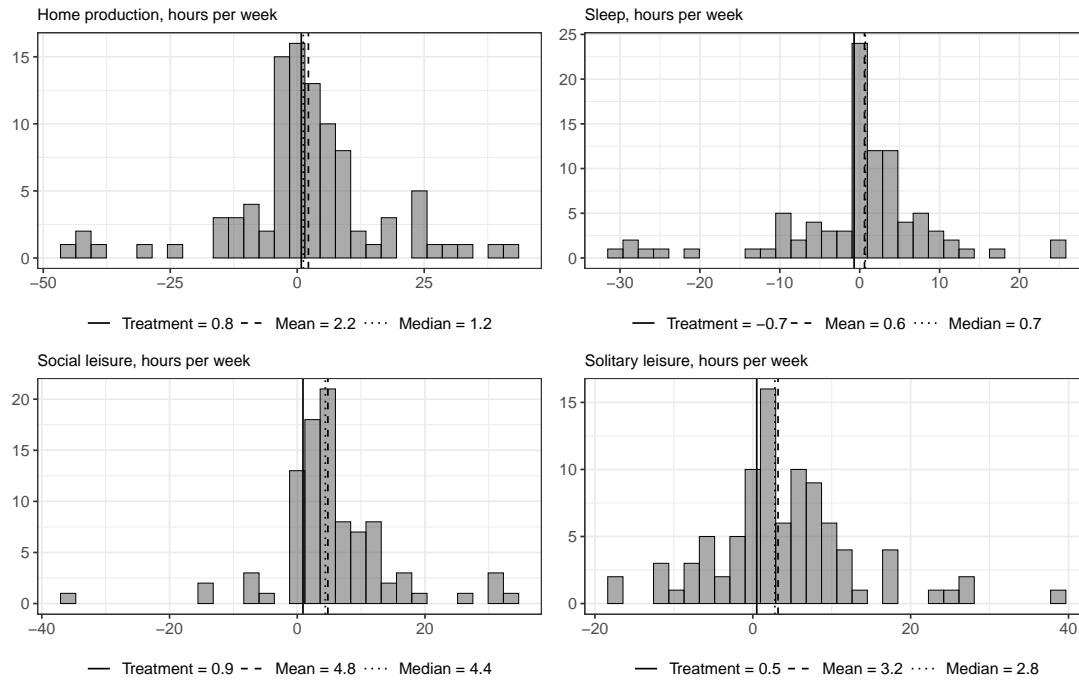 Home production, hours per week
15
10
5
0
−50
−25
0
25
Treatment = 0.8
Mean = 2.2
Median = 1.2
Sleep, hours per week
25
20
15
10
5
0
−30
−20
−10
0
10
20
Treatment = −0.7
Mean = 0.6
Median = 0.7
Social leisure, hours per week
20
15
10
5
0
−40
−20
0
20
Treatment = 0.9
Mean = 4.8
Median = 4.4
Solitary leisure, hours per week
15
10
5
0
−20
0
20
40
Treatment = 0.5
Mean = 3.2
Median = 2.8